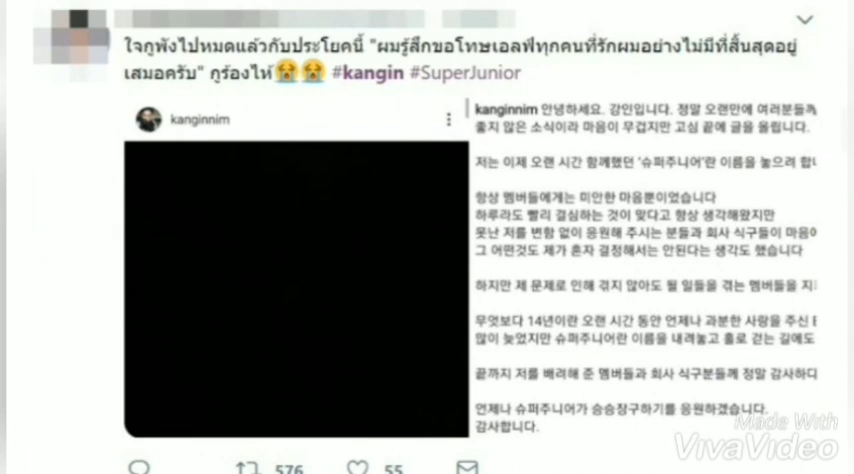 ใจกูพังไปหมดแล้วกับประโยคนี้ "ผมรู้สึกขอโทษเอลฟ์ทุกคนที่รักผมอย่างไม่มีที่สิ้นสุดอยู่
เสมอครับ" กูร้องไห้😭😭 #kangin #SuperJunior
kanginnim
kanginnim 안녕하세요. 강인입니다. 정말 오랜만에 여러분들께
좋지 않은 소식이라 마음이 무겁지만 고심 끝에 글을 올립니다.
저는 이제 오랜 시간 함께했던 '슈퍼주니어'란 이름을 놓으려 합니
항상 멤버들에게는 미안한 마음뿐이었습니다
하루라도 빨리 결심하는 것이 맞다고 항상 생각해왔지만
못난 저를 변함 없이 응원해 주시는 분들과 회사 식구들이 마음에
그 어떤것도 제가 혼자 결정해서는 안된다는 생각도 했습니다
하지만 제 문제로 인해 겪지 않아도 될 일들을 겪는 멤버들을 지
무엇보다 14년이란 오랜 시간 동안 언제나 과분한 사랑을 주신
많이 늦었지만 슈퍼주니어란 이름을 내려놓고 홀로 걷는 길에도
끝까지 저를 배려해 준 멤버들과 회사 식구분들께 정말 감사하다
언제나 슈퍼주니어가 승승장구하기를 응원하겠습니다.
감사합니다.
Made With
VivaVideo
576
55